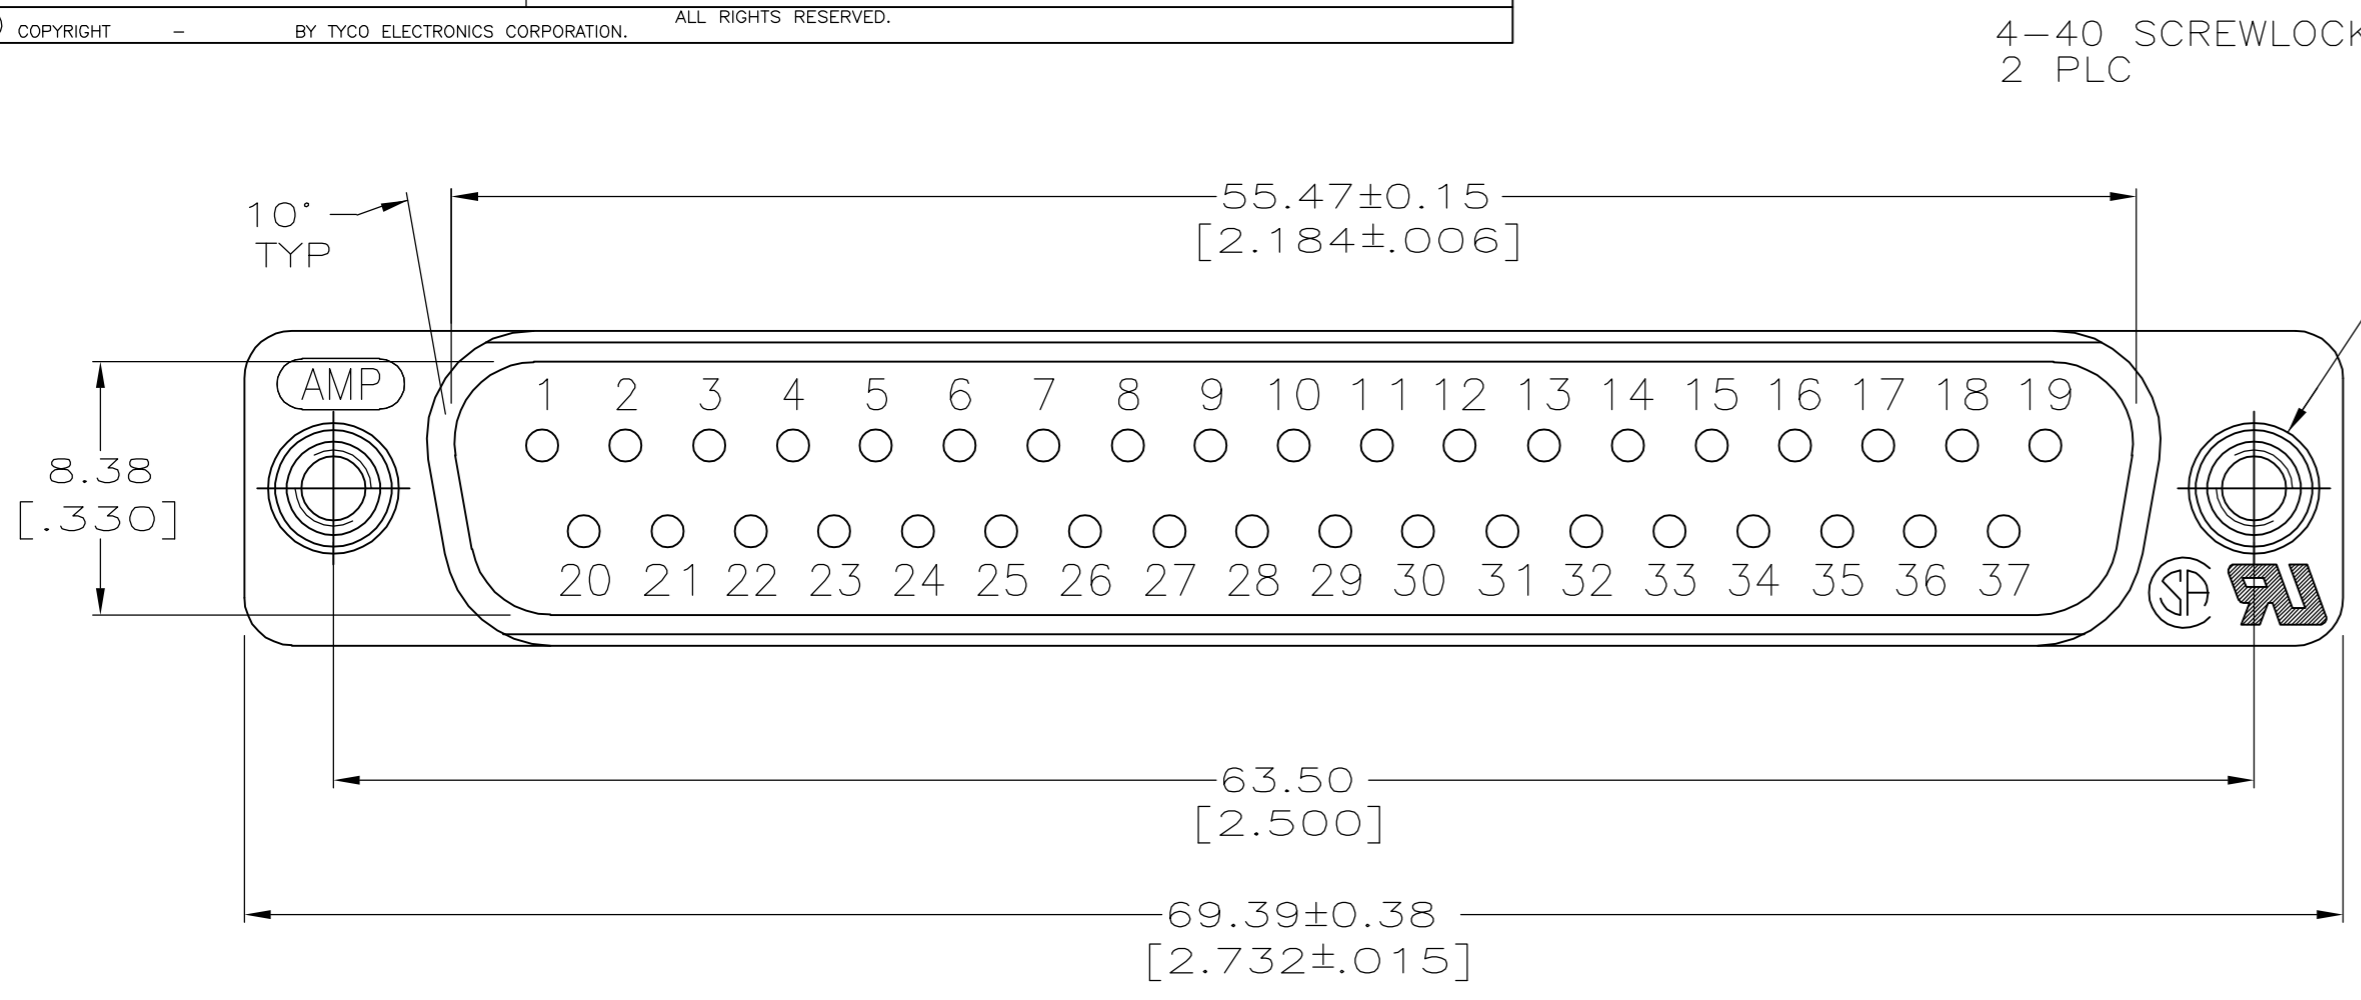 ALL RIGHTS RESERVED.
COPYRIGHT – BY TYCO ELECTRONICS CORPORATION.
4–40 SCREWLOCK
2 PLC
55.47±0.15
[2.184±.006]
10°
TYP
AMP
1 2 3 4 5 6 7 8 9 10 11 12 13 14 15 16 17 18 19
8.38
[.330]
20 21 22 23 24 25 26 27 28 29 30 31 32 33 34 35 36 37
63.50
[2.500]
69.39±0.38
[2.732±.015]